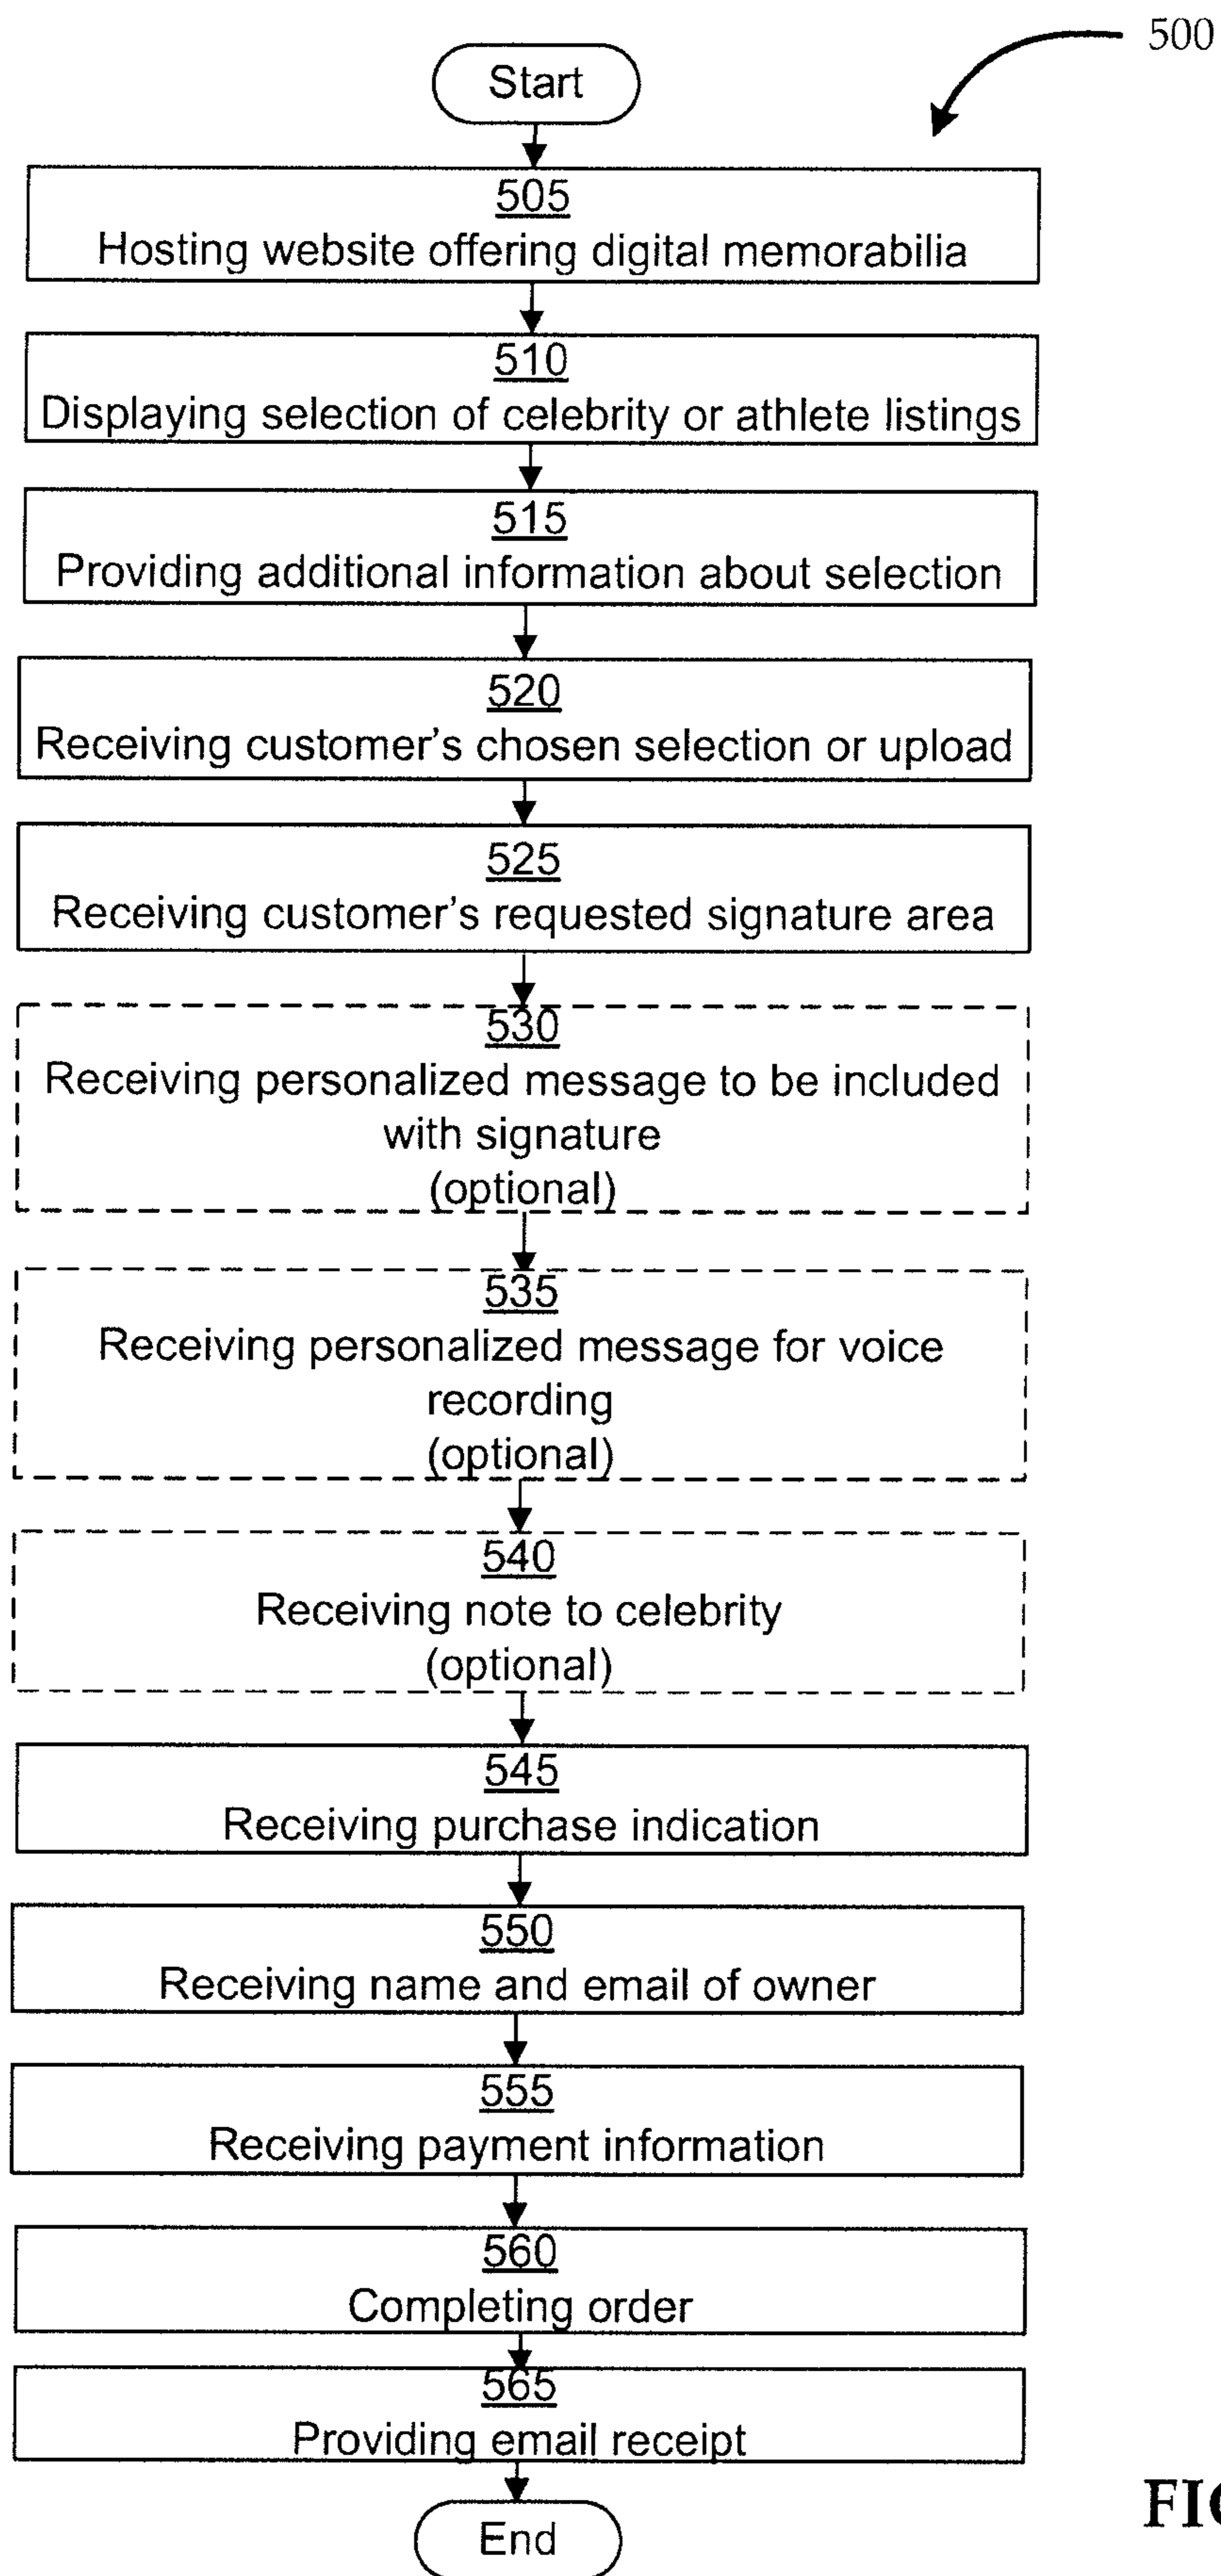 500
Start
505
Hosting website offering digital memorabilia
510
Displaying selection of celebrity or athlete listings
515
Providing additional information about selection
520
Receiving customer’s chosen selection or upload
525
Receiving customer’s requested signature area
530
Receiving personalized message to be included
with signature
(optional)
535
Receiving personalized message for voice
recording
(optional)
540
Receiving note to celebrity
(optional)
545
Receiving purchase indication
550
Receiving name and email of owner
555
Receiving payment information
560
Completing order
565
Providing email receipt
End